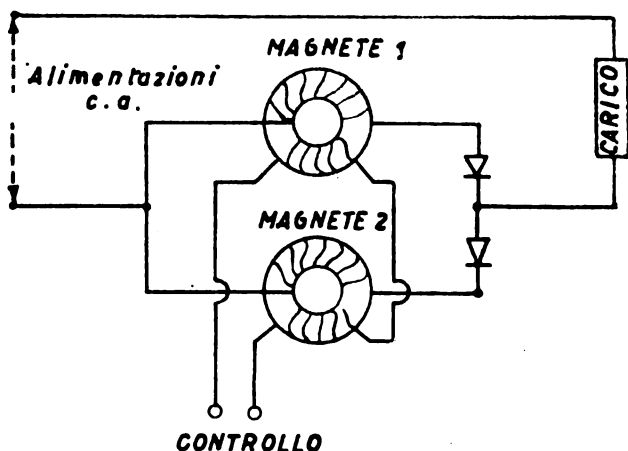 MAGNETE 1
Alimentazioni
c.a.
CARICO
MAGNETE 2
CONTROLLO